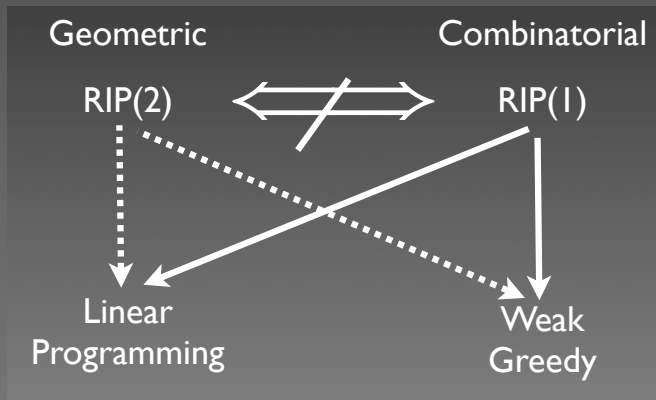 Geometric
Combinatorial
RIP(2)
RIP(1)
Linear
Programming
Weak
Greedy